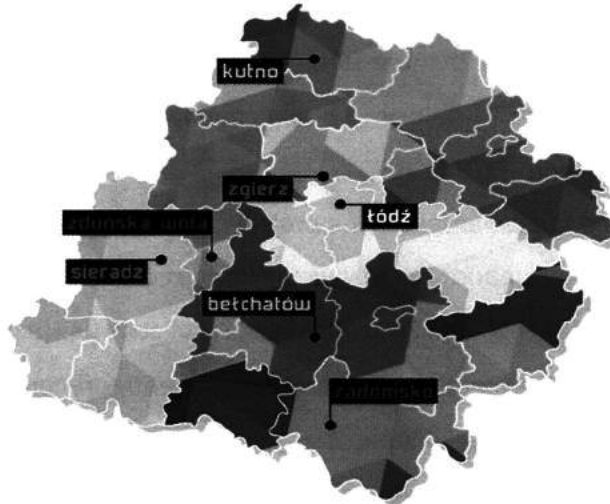 kutno
zgierz
łódź
zduńska wola
sieradz
bełchatów
radomsko